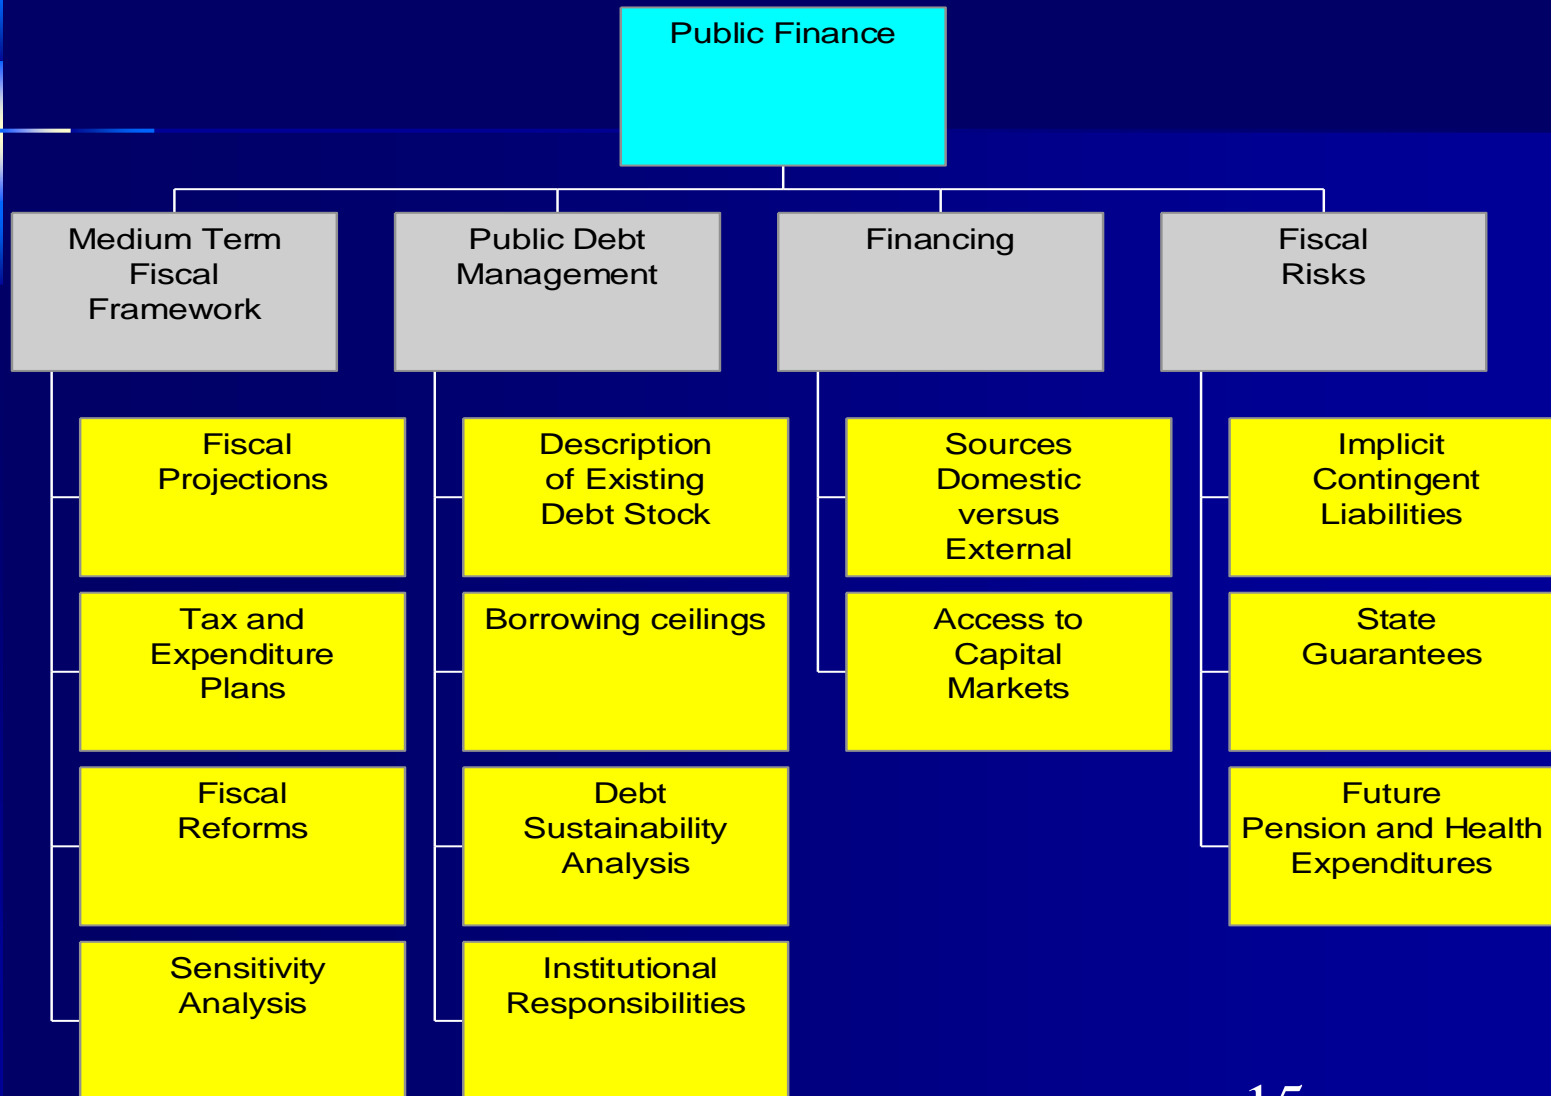 Public Finance
Medium Term
Fiscal
Framework
Public Debt
Management
Financing
Fiscal
Risks
Fiscal
Projections
Tax and
Expenditure
Plans
Fiscal
Reforms
Sensitivity
Analysis
Description
of Existing
Debt Stock
Borrowing ceilings
Debt
Sustainability
Analysis
Institutional
Responsibilities
Sources
Domestic
versus
External
Access to
Capital
Markets
Implicit
Contingent
Liabilities
State
Guarantees
Future
Pension and Health
Expenditures
15